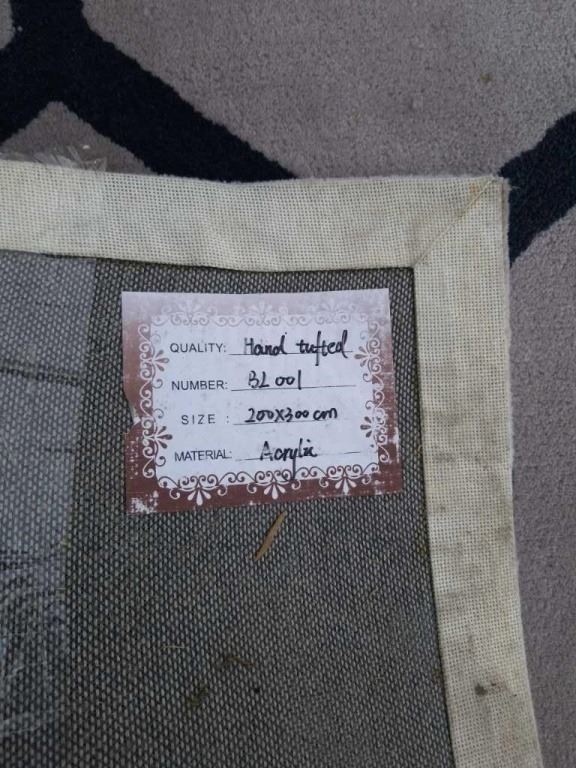 QUALITY: Hand tufted
NUMBER: BL 001
SIZE : 200X300 cm
MATERIAL: Acrylic